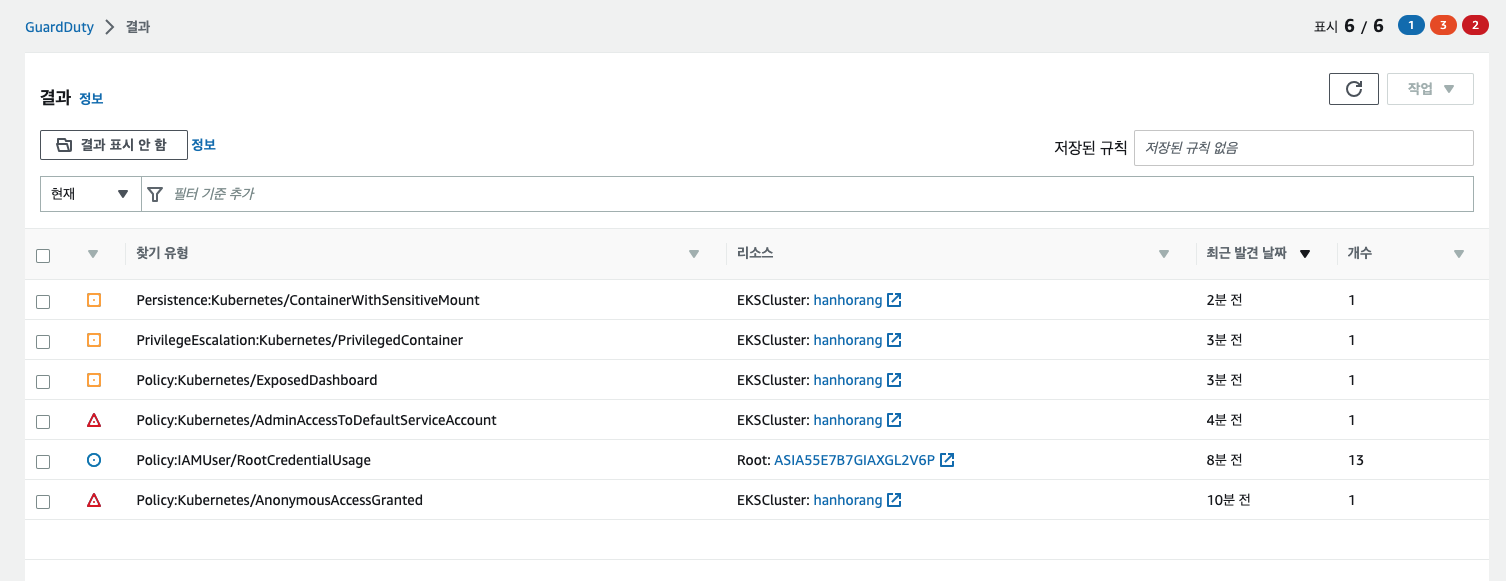 GuardDuty > 결과
표시 6 / 6 1 3 2
결과 정보
작업
결과 표시 안 함 정보
저장된 규칙 저장된 규칙 없음
현재 필터 기준 추가
찾기 유형 리소스 최근 발견 날짜 개수
Persistence:Kubernetes/ContainerWithSensitiveMount EKSCluster: hanhorang 2분 전 1
PrivilegeEscalation:Kubernetes/PrivilegedContainer EKSCluster: hanhorang 3분 전 1
Policy:Kubernetes/ExposedDashboard EKSCluster: hanhorang 3분 전 1
Policy:Kubernetes/AdminAccessToDefaultServiceAccount EKSCluster: hanhorang 4분 전 1
Policy:IAMUser/RootCredentialUsage Root: ASIA55E7B7GIAXGL2V6P 8분 전 13
Policy:Kubernetes/AnonymousAccessGranted EKSCluster: hanhorang 10분 전 1